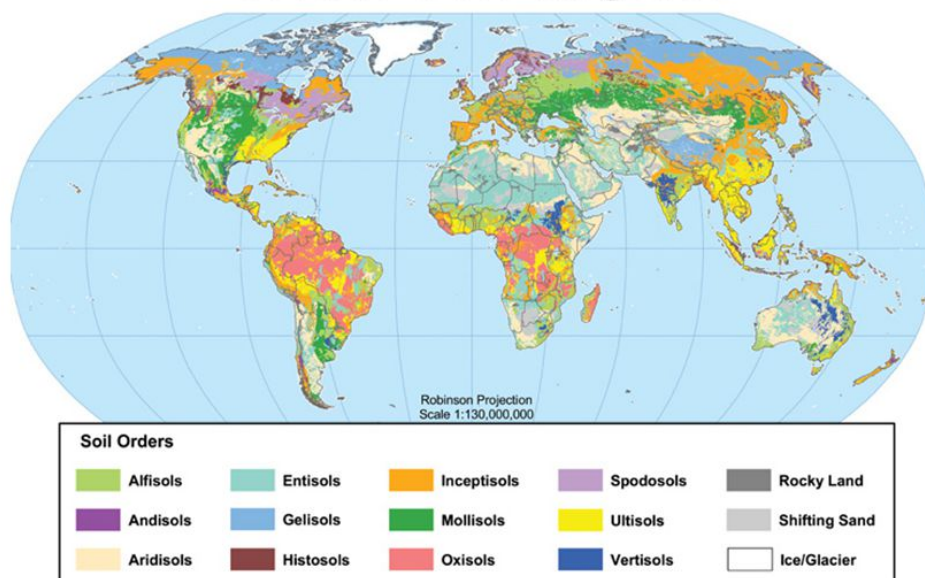 Robinson Projection
Scale 1:130,000,000
Soil Orders
Alfisols Entisols Inceptisols Spodosols Rocky Land
Andisols Gelisols Mollisols Ultisols Shifting Sand
Aridisols Histosols Oxisols Vertisols Ice/Glacier